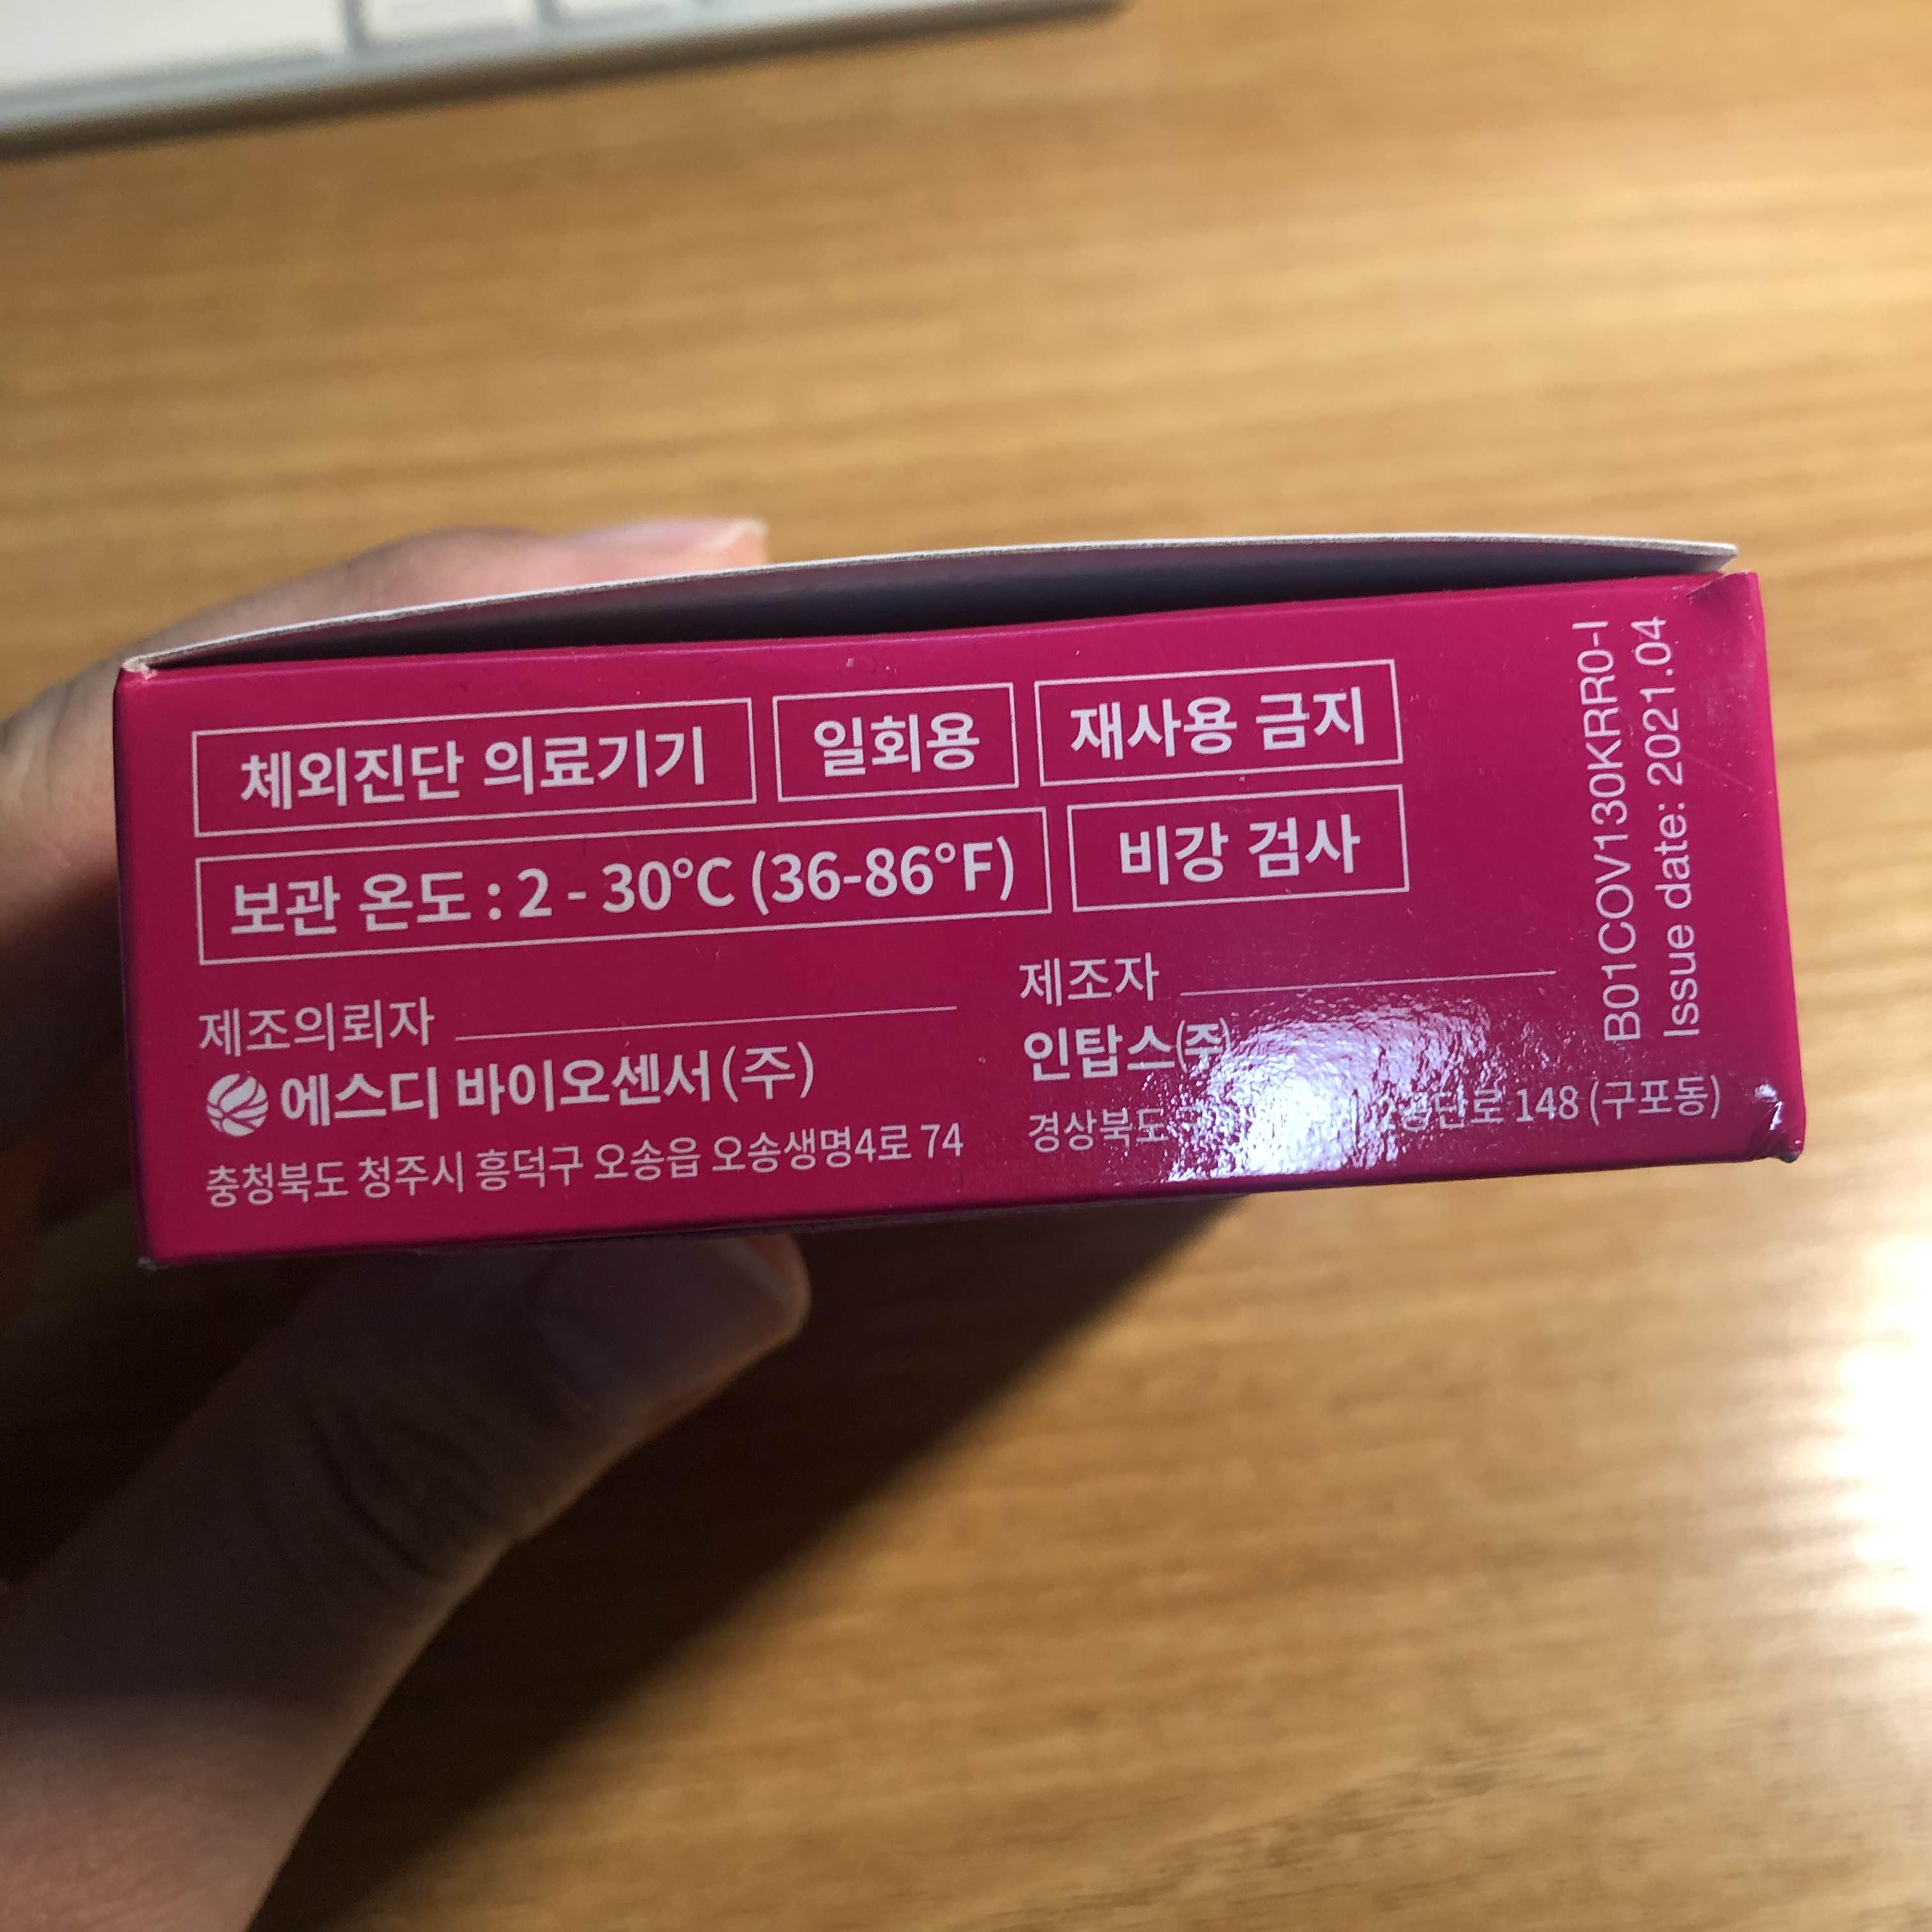 체외진단 의료기기
일회용
재사용 금지
보관 온도 : 2 - 30°C (36-86°F)
비강 검사
제조의뢰자
에스디 바이오센서(주)
충청북도 청주시 흥덕구 오송읍 오송생명4로 74
제조자
인탑스(주)
경상북도 148 (구포동)
B01COV130KRR0-I
Issue date: 2021.04